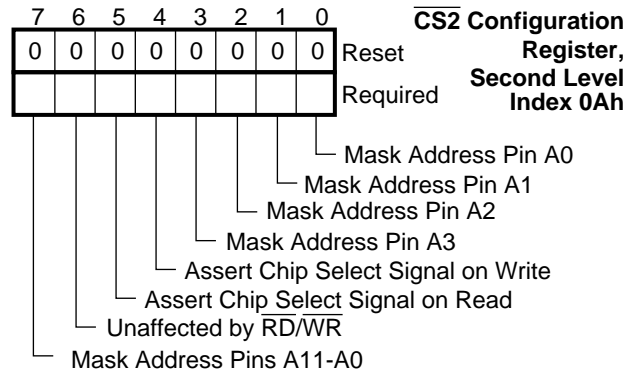 7 6 5 4 3 2 1 0
CS2 Configuration Register, Second Level Index 0Ah
0 0 0 0 0 0 0 0 Reset
Required
Mask Address Pin A0
Mask Address Pin A1
Mask Address Pin A2
Mask Address Pin A3
Assert Chip Select Signal on Write
Assert Chip Select Signal on Read
Unaffected by RD/WR
Mask Address Pins A11-A0